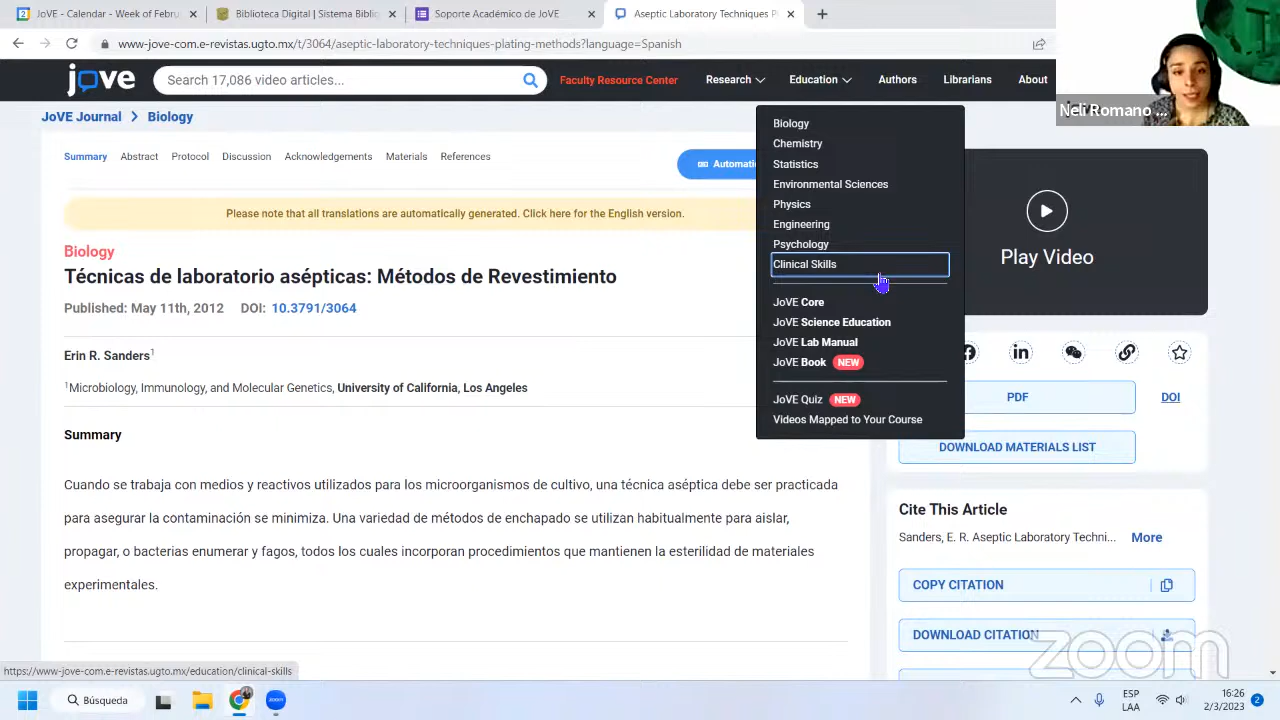 JoVE - Calendar - Week of Febru
Biblioteca Digital | Sistema Biblio
Soporte Académico de JoVE
Aseptic Laboratory Techniques Pl
www-jove-com.e-revistas.ugto.mx/t/3064/aseptic-laboratory-techniques-plating-methods?language=Spanish
jove
Search 17,086 video articles...
Faculty Resource Center
Research
Education
Authors
Librarians
About
Neli Romano ...
JoVE Journal > Biology
Summary
Abstract
Protocol
Discussion
Acknowledgements
Materials
References
Automati
Please note that all translations are automatically generated. Click here for the English version.
Biology
Técnicas de laboratorio asépticas: Métodos de Revestimiento
Published: May 11th, 2012
DOI: 10.3791/3064
Erin R. Sanders1
1Microbiology, Immunology, and Molecular Genetics, University of California, Los Angeles
Summary
Cuando se trabaja con medios y reactivos utilizados para los microorganismos de cultivo, una técnica aséptica debe ser practicada
para asegurar la contaminación se minimiza. Una variedad de métodos de enchapado se utilizan habitualmente para aislar,
propagar, o bacterias enumerar y fagos, todos los cuales incorporan procedimientos que mantienen la esterilidad de materiales
experimentales.
Biology
Chemistry
Statistics
Environmental Sciences
Physics
Engineering
Psychology
Clinical Skills
JoVE Core
JoVE Science Education
JoVE Lab Manual
JoVE Book NEW
JoVE Quiz NEW
Videos Mapped to Your Course
Play Video
PDF
DOI
DOWNLOAD MATERIALS LIST
Cite This Article
Sanders, E. R. Aseptic Laboratory Techni...
More
COPY CITATION
DOWNLOAD CITATION
zoom
https://www-jove-com.e-revistas.ugto.mx/education/clinical-skills
Búsqueda
zoom
ESP
LAA
16:26
2/3/2023
2